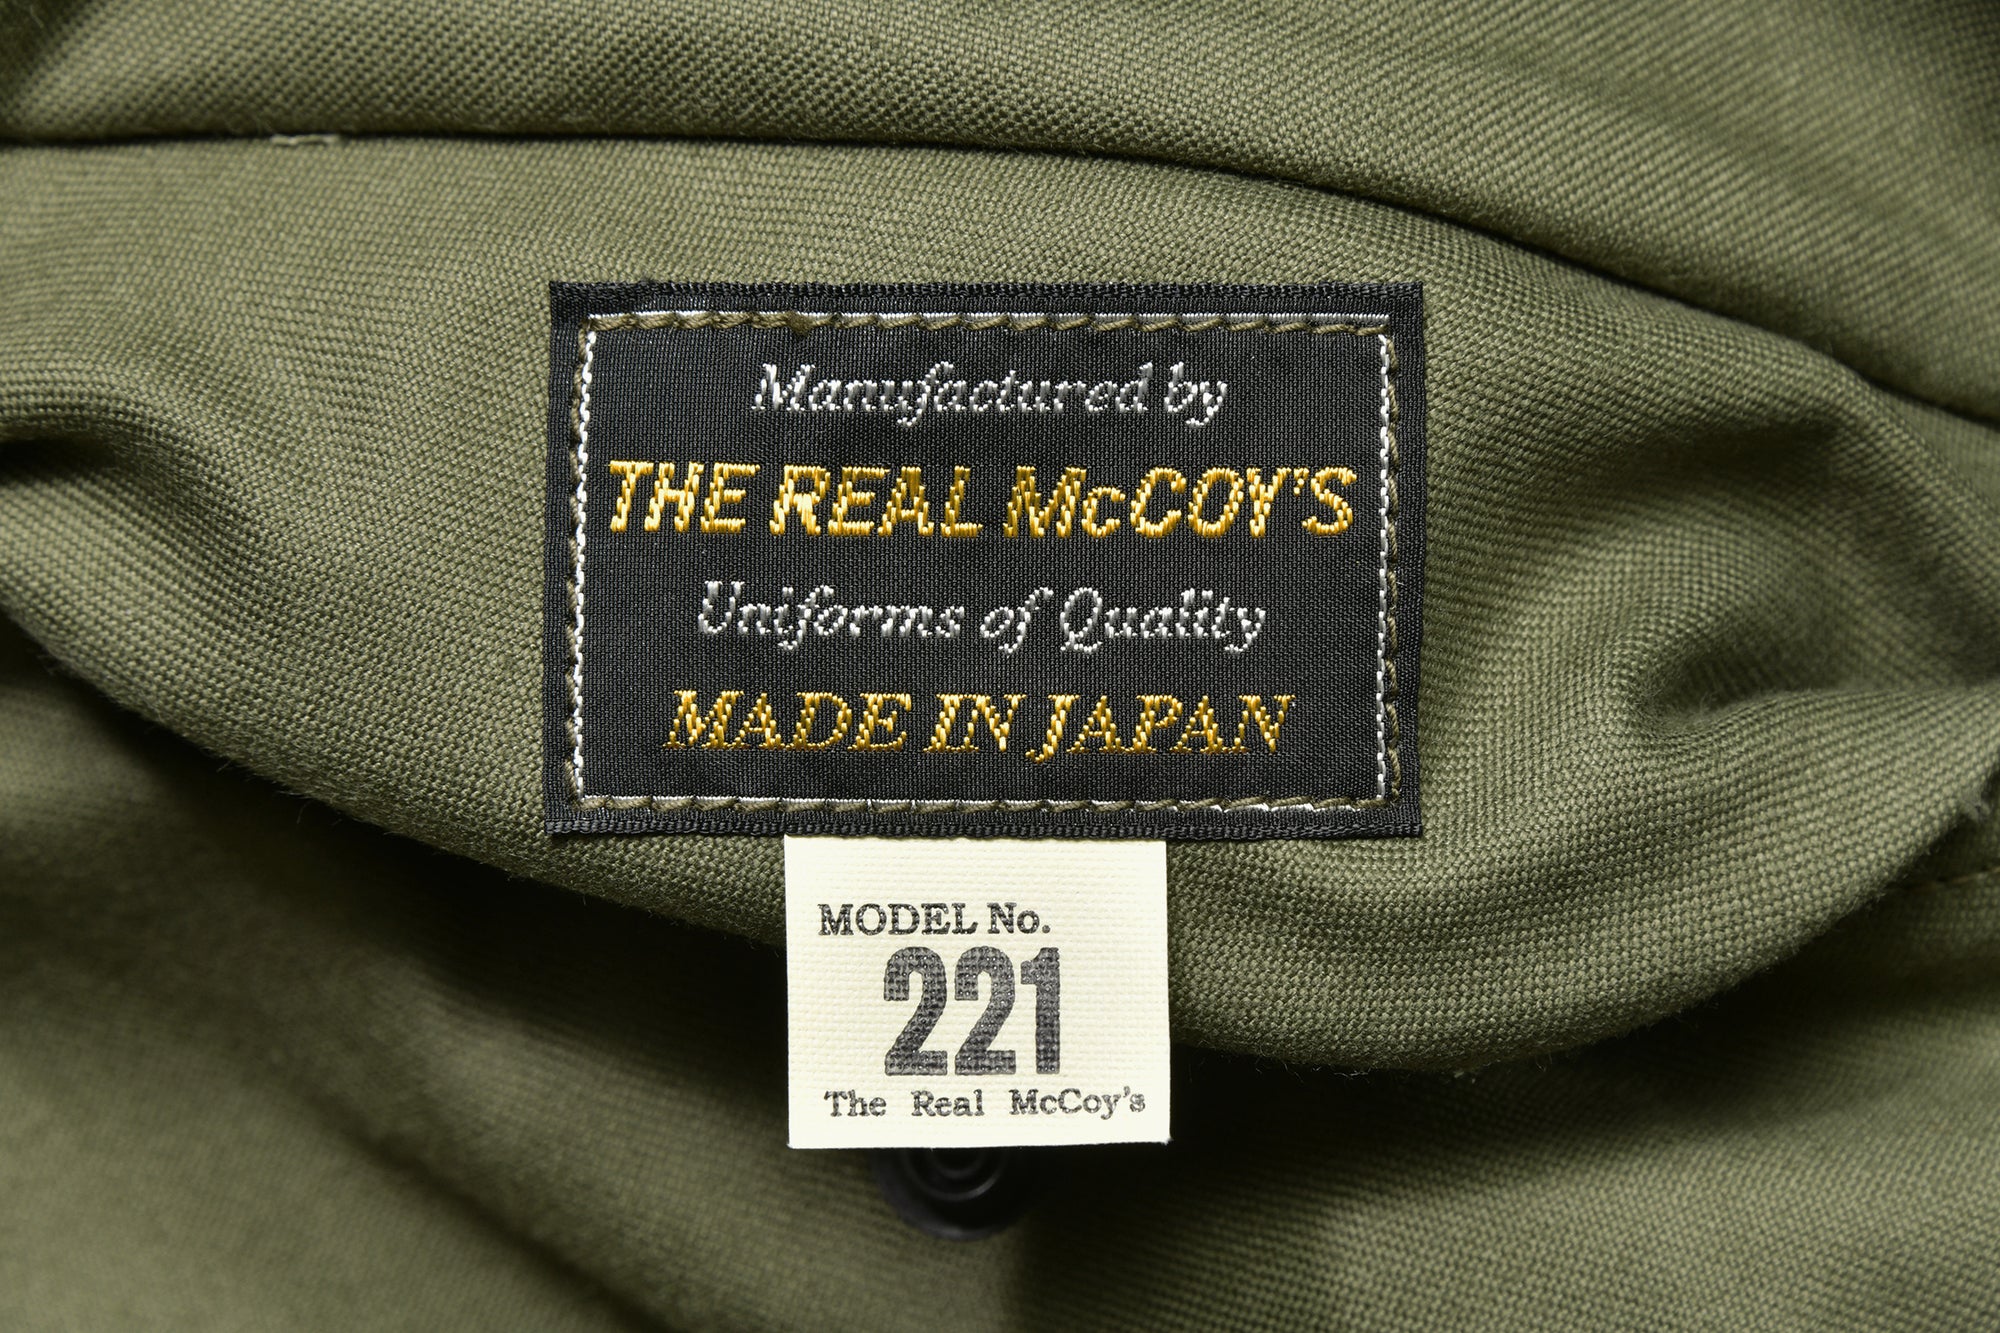 Manufactured by
THE REAL McCOY'S
Uniforms of Quality
MADE IN JAPAN
MODEL No.
221
The Real McCoy's